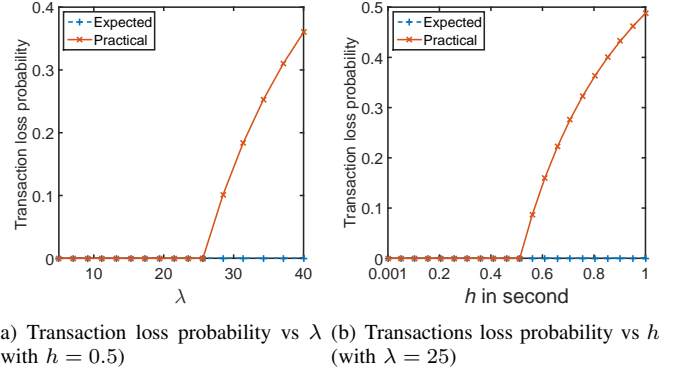 Expected
Practical
Transaction loss probability
0.4
0.3
0.2
0.1
0
10
20
30
40
λ
Expected
Practical
Transaction loss probability
0.5
0.4
0.3
0.2
0.1
0
0.001
0.2
0.4
0.6
0.8
1
h in second
a) Transaction loss probability vs λ
with h = 0.5)
(b) Transactions loss probability vs h
(with λ = 25)